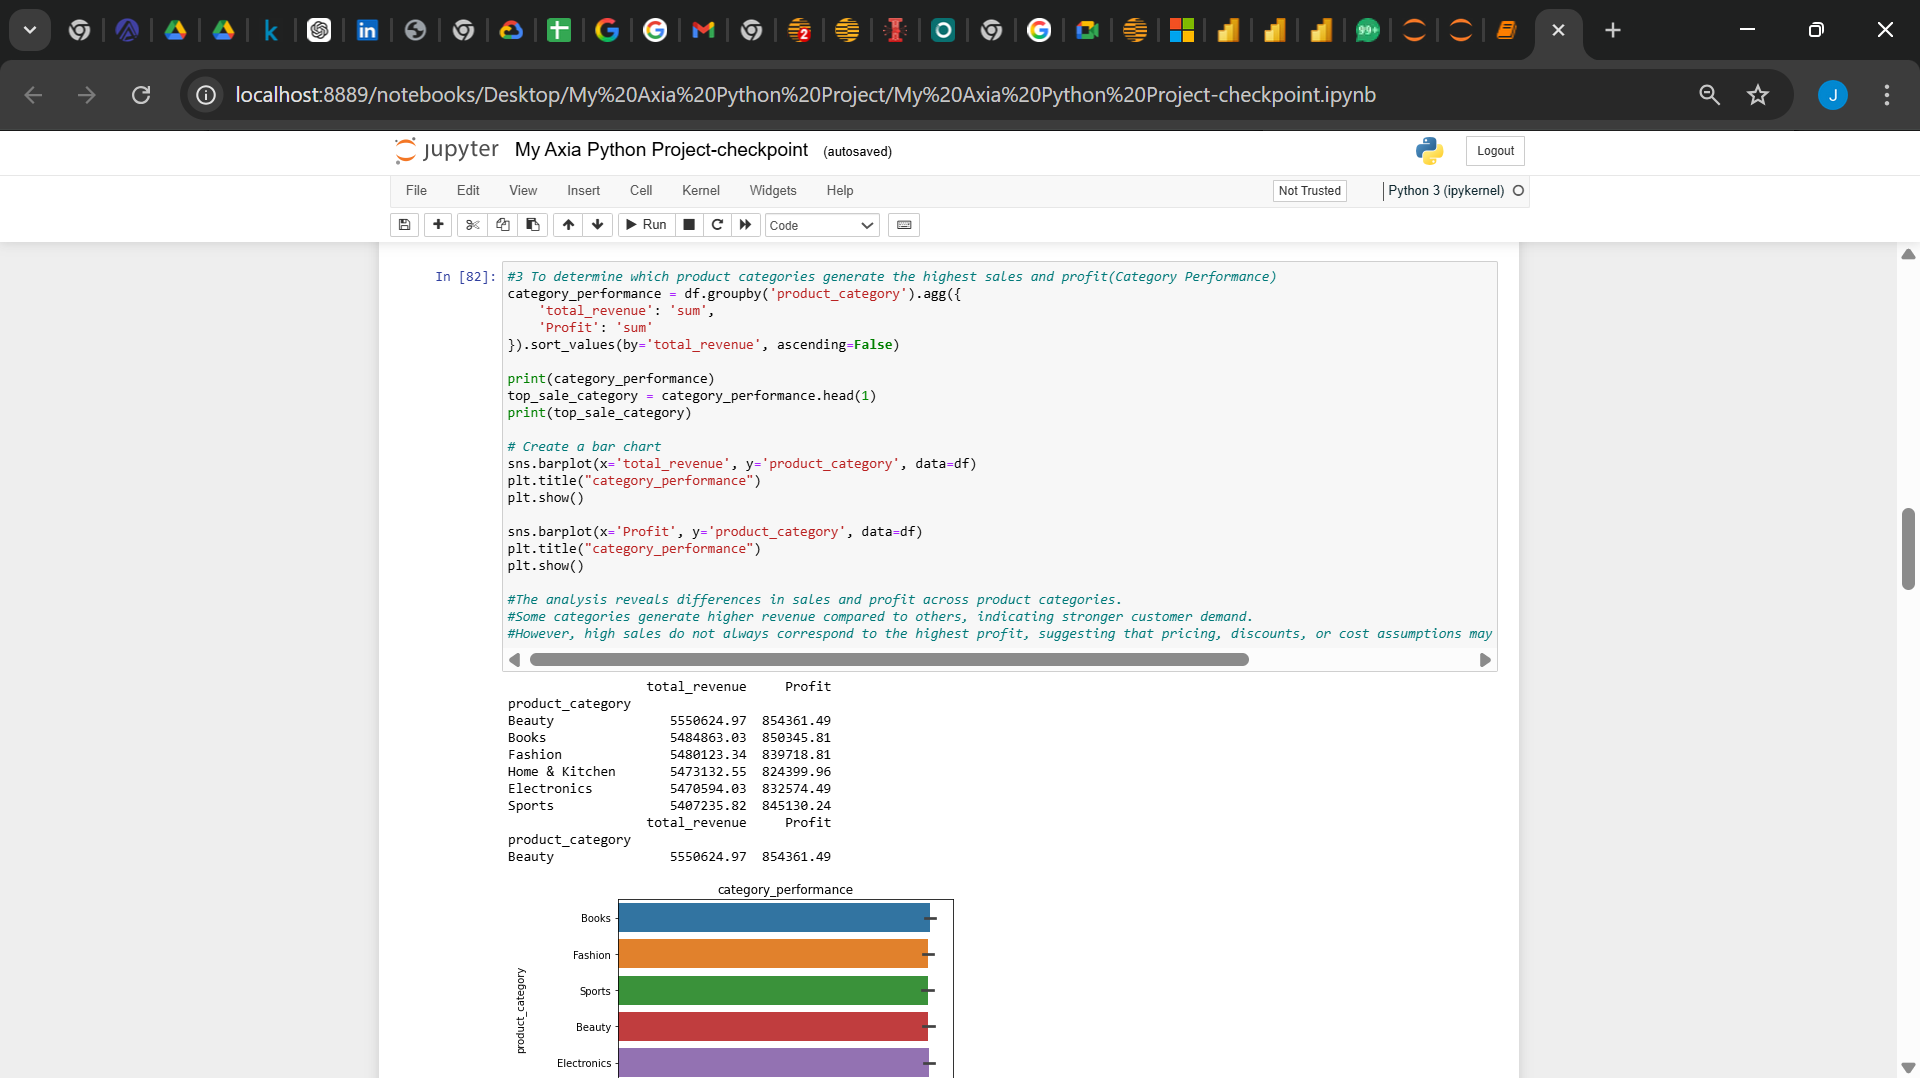 2
99+
localhost:8889/notebooks/Desktop/My%20Axia%20Python%20Project/My%20Axia%20Python%20Project-checkpoint.ipynb
J
jupyter My Axia Python Project-checkpoint (autosaved)
Logout
File Edit View Insert Cell Kernel Widgets Help
Not Trusted
Python 3 (ipykernel)
Run
Code
In [82]:
#3 To determine which product categories generate the highest sales and profit(Category Performance)
category_performance = df.groupby('product_category').agg({
    'total_revenue': 'sum',
    'Profit': 'sum'
}).sort_values(by='total_revenue', ascending=False)
print(category_performance)
top_sale_category = category_performance.head(1)
print(top_sale_category)
# Create a bar chart
sns.barplot(x='total_revenue', y='product_category', data=df)
plt.title("category_performance")
plt.show()
sns.barplot(x='Profit', y='product_category', data=df)
plt.title("category_performance")
plt.show()
#The analysis reveals differences in sales and profit across product categories.
#Some categories generate higher revenue compared to others, indicating stronger customer demand.
#However, high sales do not always correspond to the highest profit, suggesting that pricing, discounts, or cost assumptions may
total_revenue Profit
product_category
Beauty 5550624.97 854361.49
Books 5484863.03 850345.81
Fashion 5480123.34 839718.81
Home & Kitchen 5473132.55 824399.96
Electronics 5470594.03 832574.49
Sports 5407235.82 845130.24
total_revenue Profit
product_category
Beauty 5550624.97 854361.49
category_performance
Books
Fashion
Sports
Beauty
Electronics
product_category